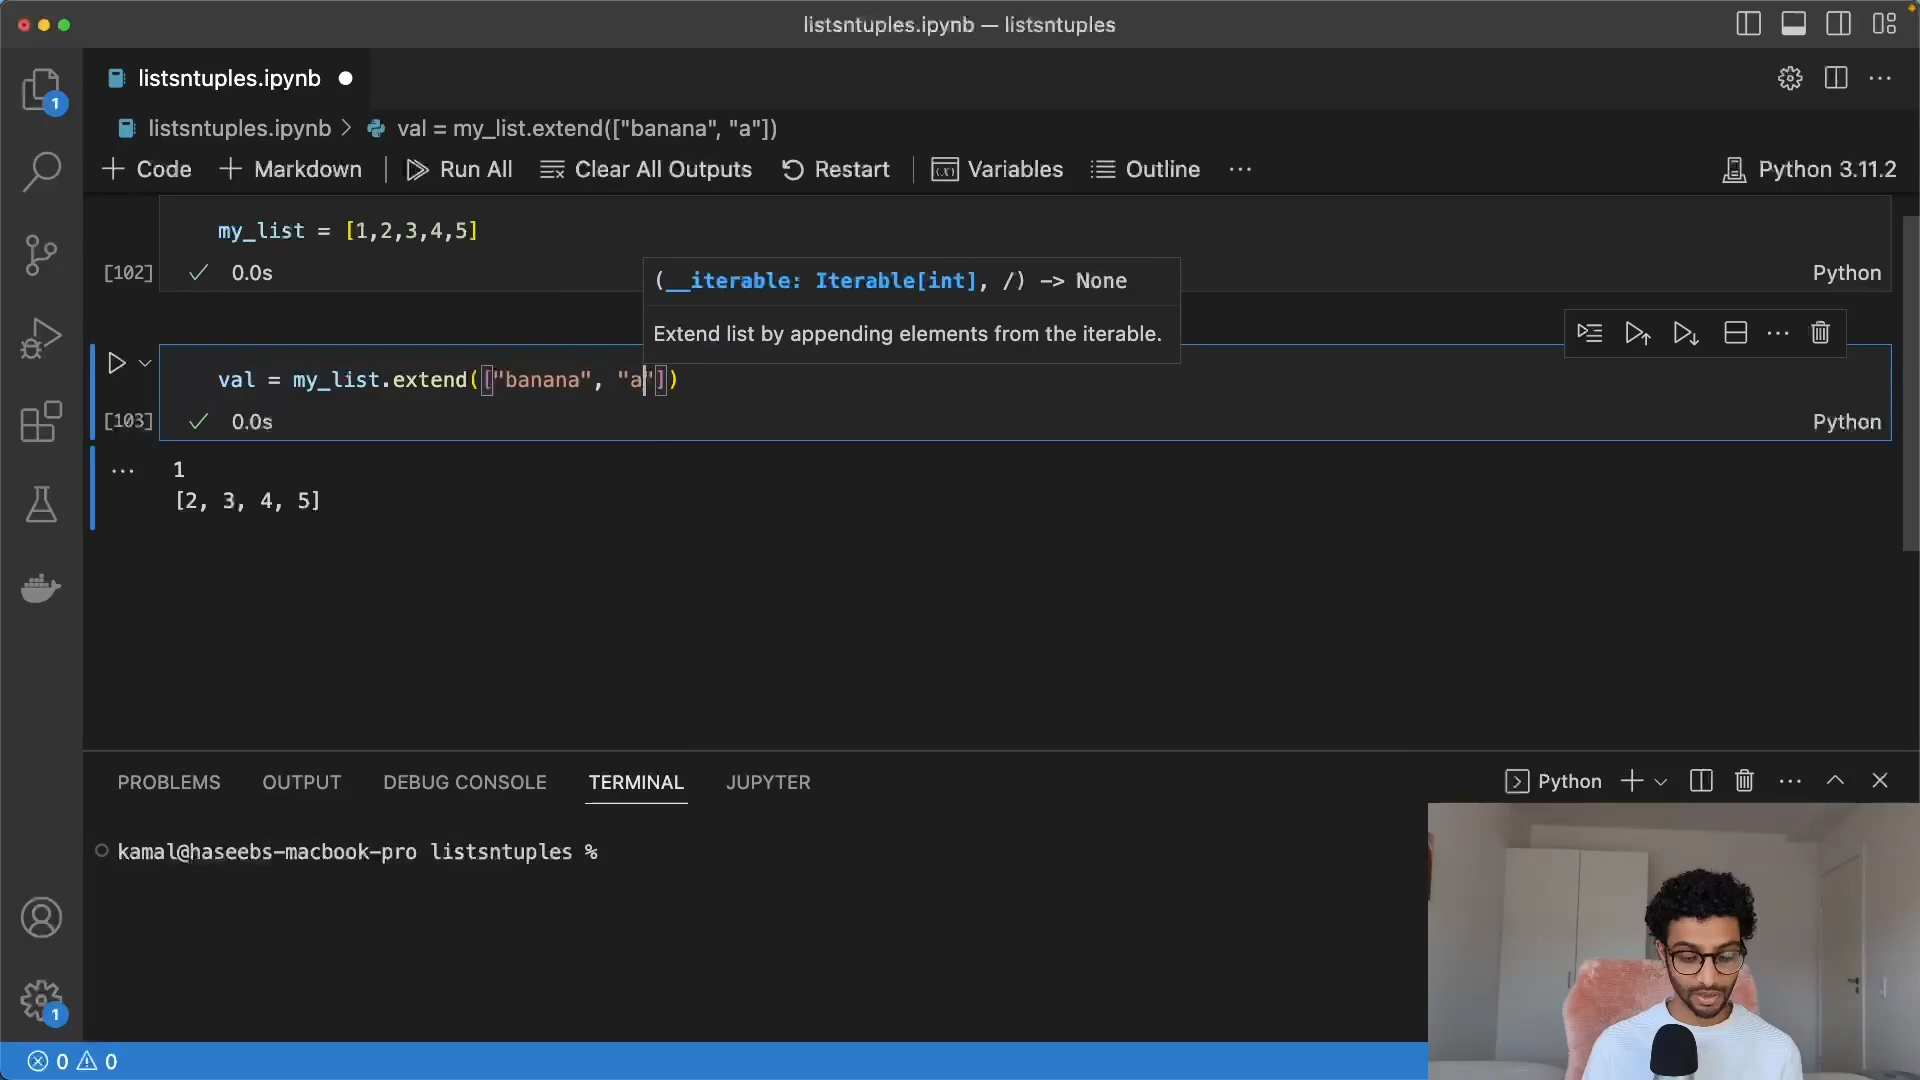 listsntuples.ipynb — listsntuples
1
listsntuples.ipynb
listsntuples.ipynb > val = my_list.extend(["banana", "a"])
Code Markdown Run All Clear All Outputs Restart Variables Outline ... Python 3.11.2
my_list = [1,2,3,4,5]
[102] 0.0s Python
(__iterable: Iterable[int], /) -> None
Extend list by appending elements from the iterable.
val = my_list.extend(["banana", "a"])
[103] 0.0s Python
1
[2, 3, 4, 5]
PROBLEMS OUTPUT DEBUG CONSOLE TERMINAL JUPYTER Python
kamal@haseebs-macbook-pro listsntuples %
1
0 0